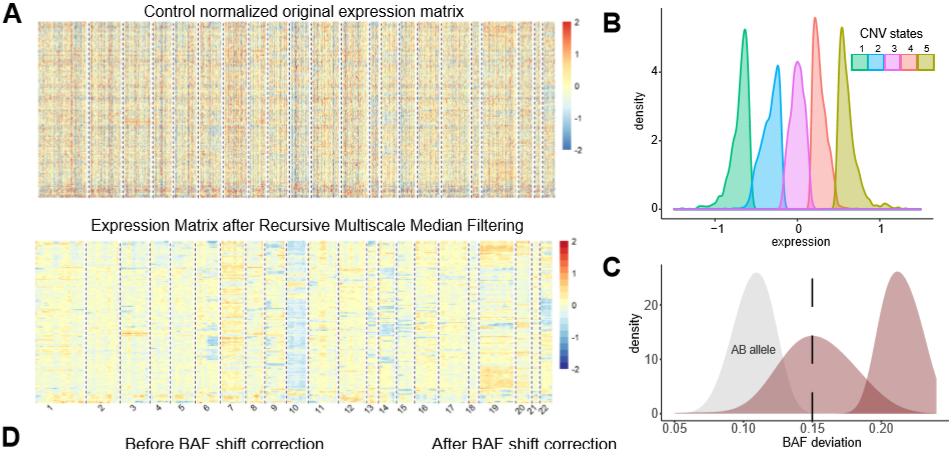 A
Control normalized original expression matrix
2
1
0
-1
-2
Expression Matrix after Recursive Multiscale Median Filtering
2
1
0
-1
-2
1 2 3 4 5 6 7 8 9 10 11 12 13 14 15 16 17 18 19 20 21 22
B
CNV states
1 2 3 4 5
density
4
2
0
−1 0 1
expression
C
density
20
10
0
AB allele
0.05 0.10 0.15 0.20
BAF deviation
D
Before BAF shift correction
After BAF shift correction